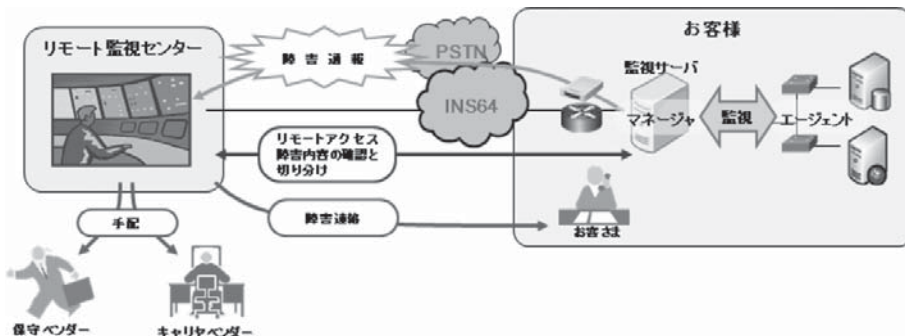 リモート監視センター
障害通報
PSTN
INS64
お客様
監視サーバ
マネージャ
監視
エージェント
リモートアクセス
障害内容の確認と
切り分け
障害連絡
お客さま
手配
保守ベンダー
キャリヤベンダー